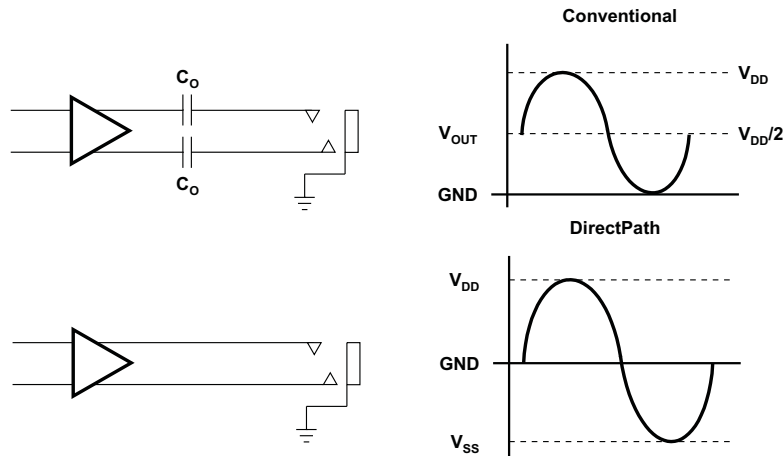 Conventional
C_O
C_O
V_DD
V_OUT
V_DD/2
GND
DirectPath
V_DD
GND
V_SS